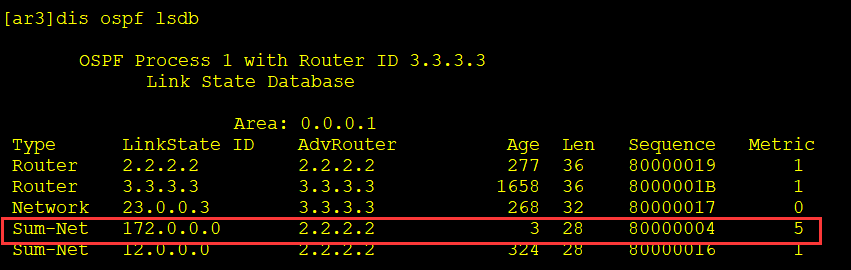 [ar3]dis ospf lsdb
OSPF Process 1 with Router ID 3.3.3.3
Link State Database
Area: 0.0.0.1
Type LinkState ID AdvRouter Age Len Sequence Metric
Router 2.2.2.2 2.2.2.2 277 36 80000019 1
Router 3.3.3.3 3.3.3.3 1658 36 8000001B 1
Network 23.0.0.3 3.3.3.3 268 32 80000017 0
Sum-Net 172.0.0.0 2.2.2.2 3 28 80000004 5
Sum-Net 12.0.0.0 2.2.2.2 324 28 80000016 1